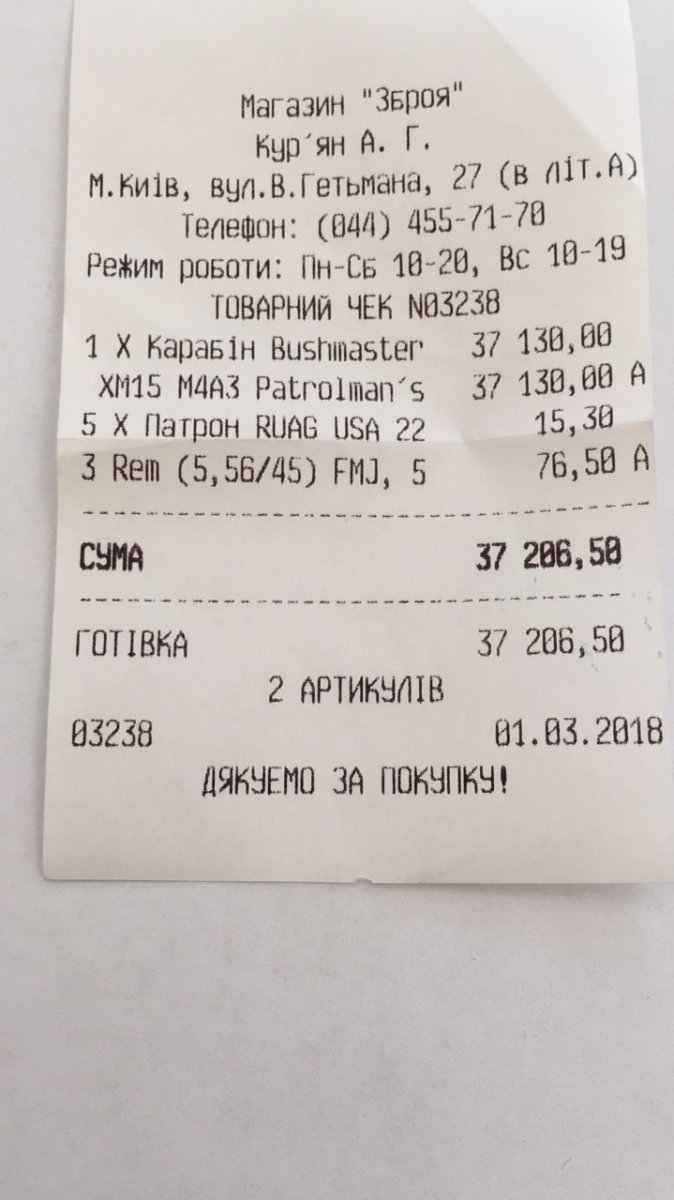 Магазин "Зброя"
Кур´ян А. Г.
М.Київ, вул.В.Гетьмана, 27 (в літ.А)
Телефон: (044) 455-71-70
Режим роботи: Пн-Сб 10-20, Вс 10-19
ТОВАРНИЙ ЧЕК N03238
1 X Карабін Bushmaster 37 130,00
XM15 M4A3 Patrolman´s 37 130,00 А
5 X Патрон RUAG USA 22 15,30
3 Rem (5,56/45) FMJ, 5 76,50 А
СУМА 37 206,50
ГОТІВКА 37 206,50
2 АРТИКУЛІВ
03238 01.03.2018
ДЯКУЕМО ЗА ПОКУПКУ!